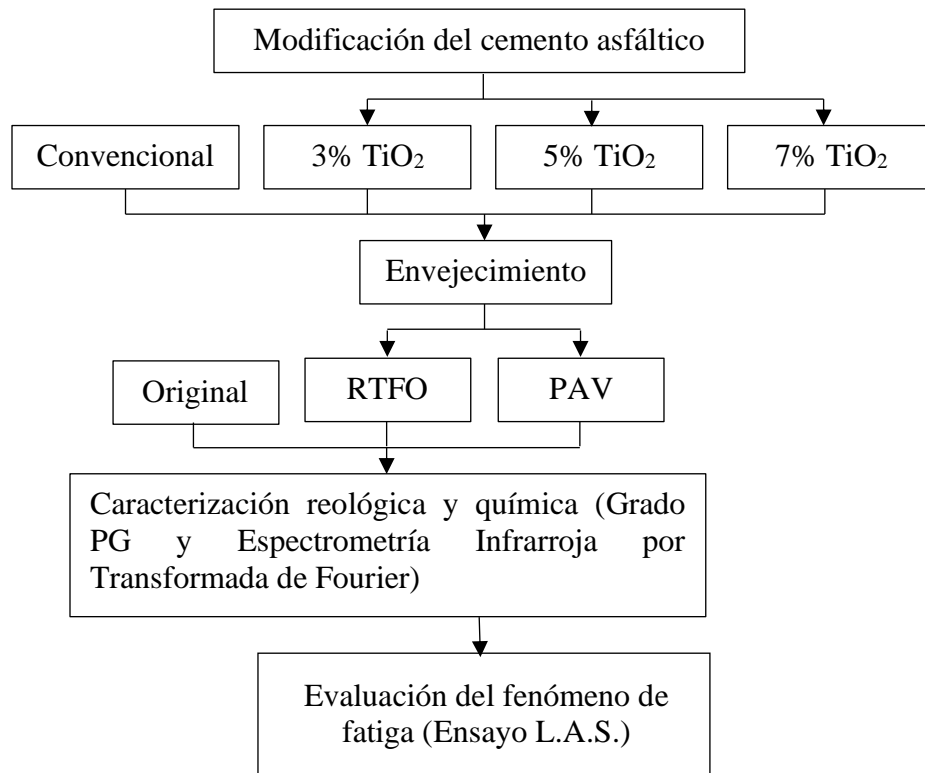 Modificación del cemento asfáltico
Convencional
3% TiO₂
5% TiO₂
7% TiO₂
Envejecimiento
Original
RTFO
PAV
Caracterización reológica y química (Grado
PG y Espectrometría Infrarroja por
Transformada de Fourier)
Evaluación del fenómeno de
fatiga (Ensayo L.A.S.)